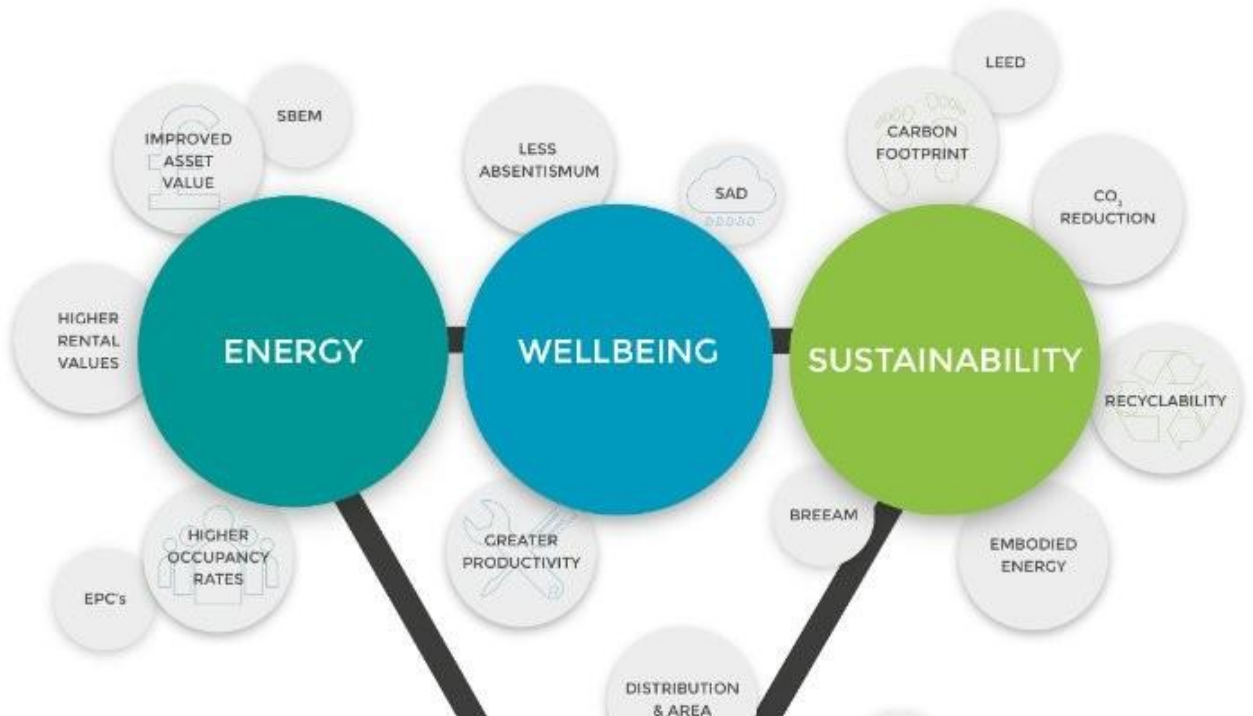 LEED
SBEM
IMPROVED
ASSET
VALUE
LESS
ABSENTISMUM
SAD
CARBON
FOOTPRINT
CO₂
REDUCTION
HIGHER
RENTAL
VALUES
ENERGY
WELLBEING
SUSTAINABILITY
RECYCLABILITY
HIGHER
OCCUPANCY
RATES
EPC's
GREATER
PRODUCTIVITY
BREEAM
EMBODIED
ENERGY
DISTRIBUTION
& AREA